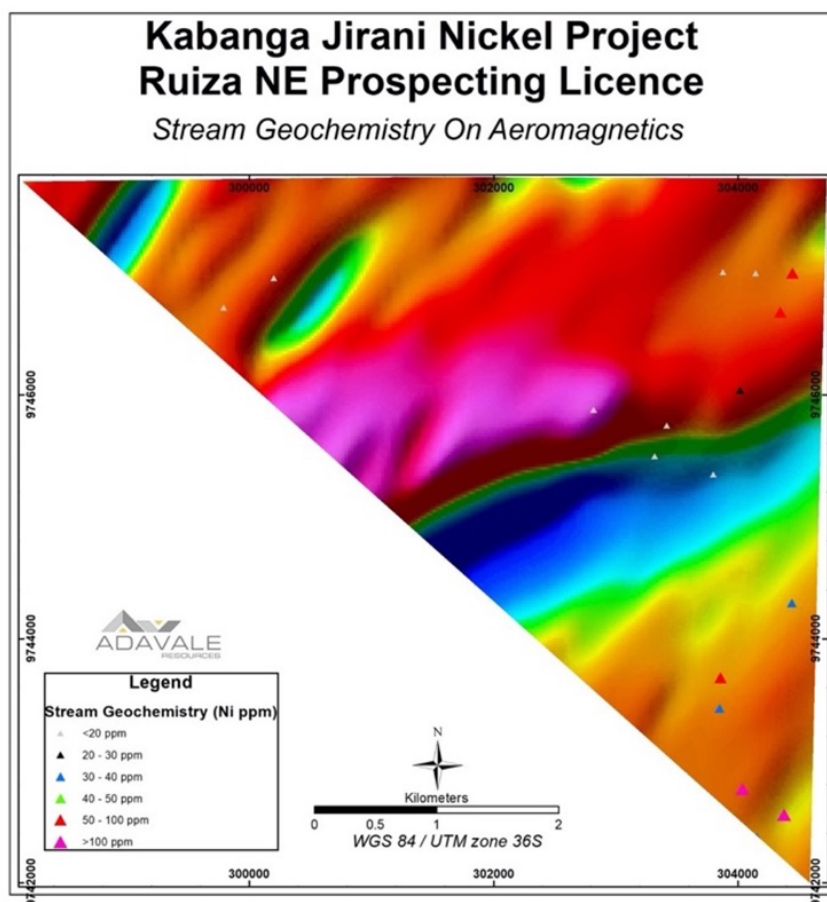 Kabanga Jirani Nickel Project
Ruiza NE Prospecting Licence
Stream Geochemistry On Aeromagnetics
300000 302000 304000
9746000 9746000
9744000 9744000
ADAVALE
RESOURCES
Legend
Stream Geochemistry (Ni ppm)
<20 ppm
20 - 30 ppm
30 - 40 ppm
40 - 50 ppm
50 - 100 ppm
>100 ppm
N
Kilometers
0 0.5 1 2
WGS 84 / UTM zone 36S
9742000 9742000
300000 302000 304000